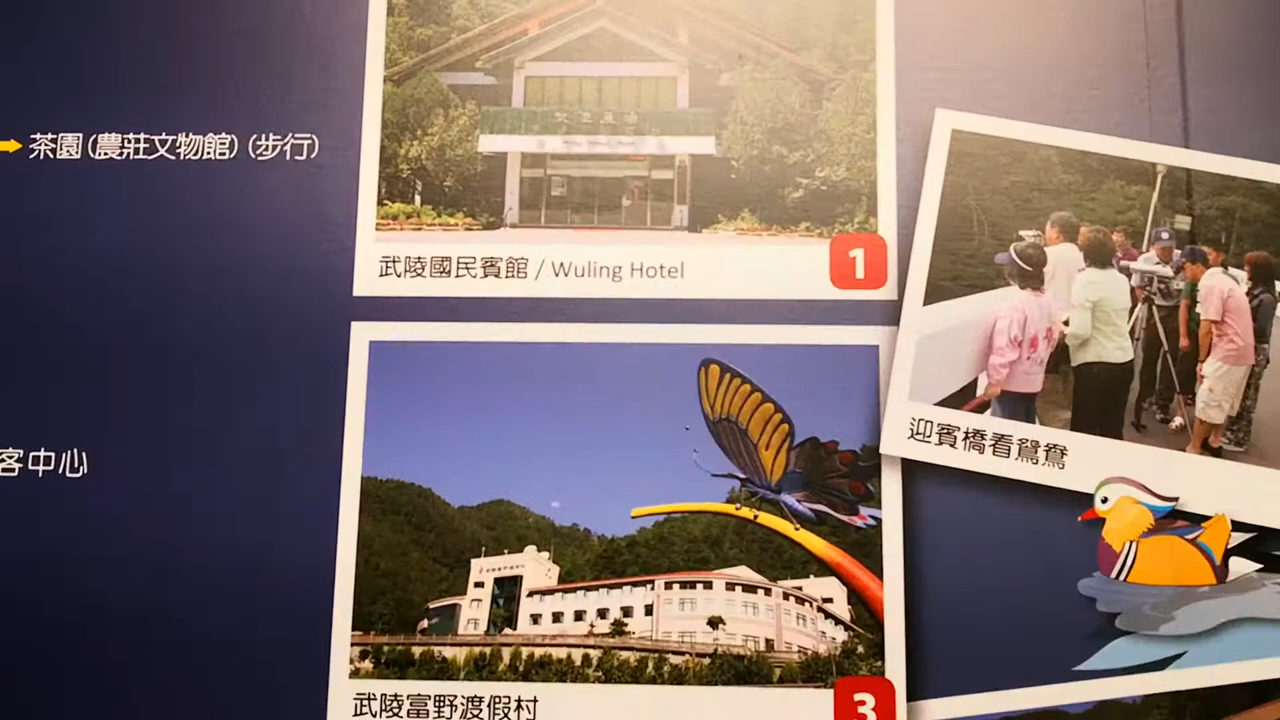 茶園(農莊文物館)(步行)
武陵國民賓館 / Wuling Hotel
1
迎賓橋看鴛鴦
客中心
武陵富野渡假村
3